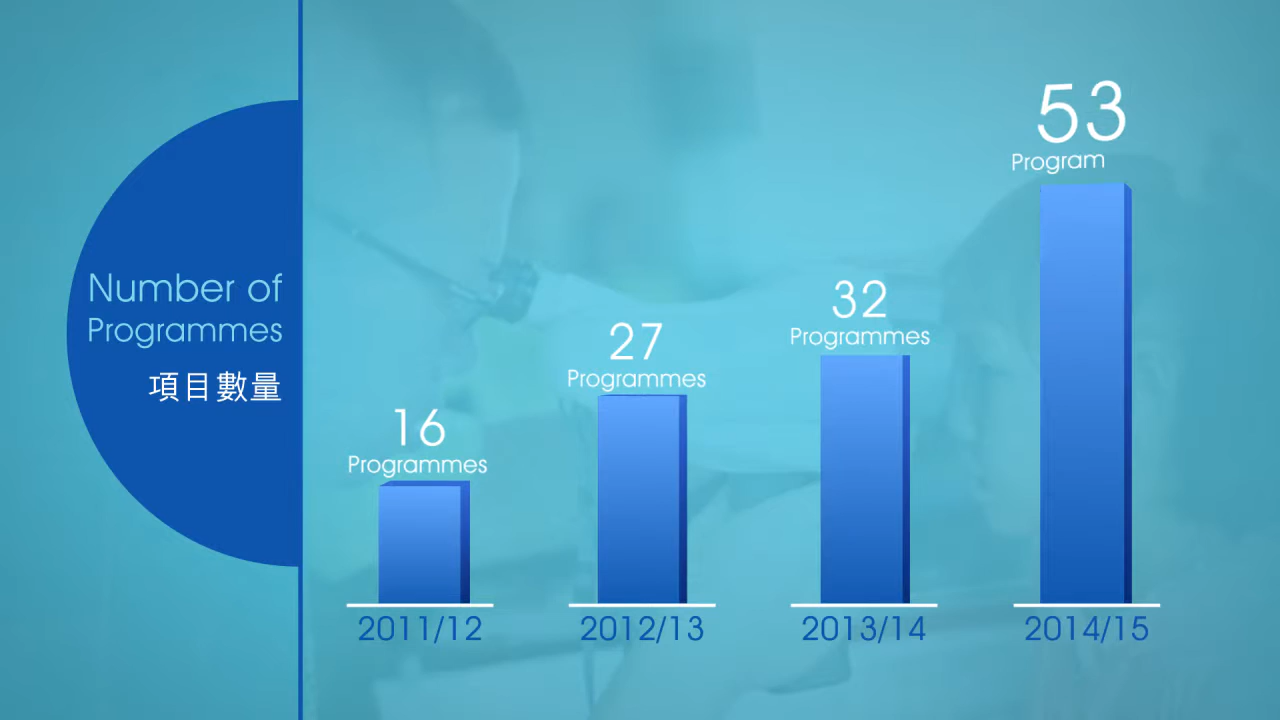 Number of
Programmes
項目數量
16
Programmes
27
Programmes
32
Programmes
53
Program
2011/12
2012/13
2013/14
2014/15